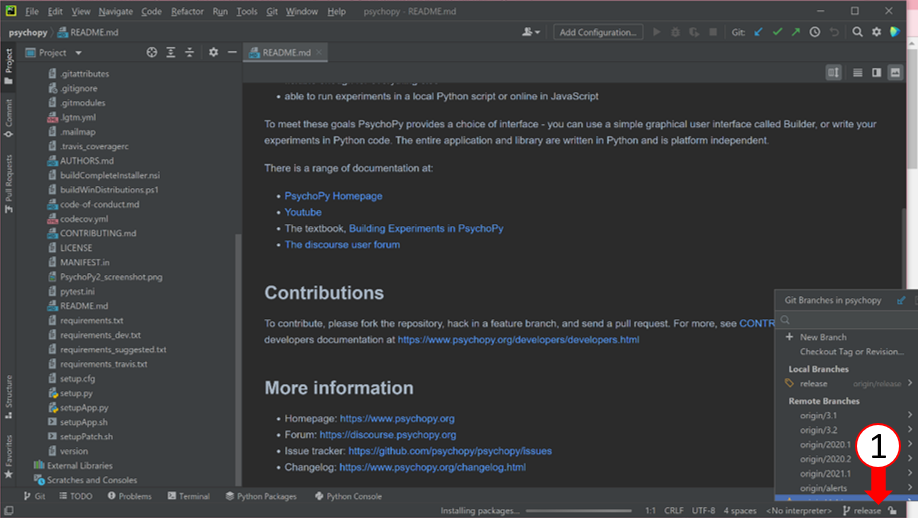 File Edit View Navigate Code Refactor Run Tools Git Window Help psychopy - README.md
psychopy README.md Add Configuration... Git:
Project README.md
Project
Commit
Pull Requests
Structure
Favorites
.gitattributes
.gitignore
.gitmodules
.lgtm.yml
.mailmap
.travis_coveragerc
AUTHORS.md
buildCompleteInstaller.nsi
buildWinDistributions.ps1
code-of-conduct.md
codecov.yml
CONTRIBUTING.md
LICENSE
MANIFEST.in
PsychoPy2_screenshot.png
pytest.ini
README.md
requirements.txt
requirements_dev.txt
requirements_suggested.txt
requirements_travis.txt
setup.cfg
setup.py
setupApp.py
setupApp.sh
setupPatch.sh
version
External Libraries
Scratches and Consoles
able to run experiments in a local Python script or online in JavaScript
To meet these goals PsychoPy provides a choice of interface - you can use a simple graphical user interface called Builder, or write your
experiments in Python code. The entire application and library are written in Python and is platform independent.
There is a range of documentation at:
PsychoPy Homepage
Youtube
The textbook, Building Experiments in PsychoPy
The discourse user forum
Contributions
To contribute, please fork the repository, hack in a feature branch, and send a pull request. For more, see CONTR
developers documentation at https://www.psychopy.org/developers/developers.html
More information
Homepage: https://www.psychopy.org
Forum: https://discourse.psychopy.org
Issue tracker: https://github.com/psychopy/psychopy/issues
Changelog: https://www.psychopy.org/changelog.html
Git Branches in psychopy
New Branch
Checkout Tag or Revision...
Local Branches
release origin/release
Remote Branches
origin/3.1
origin/3.2
origin/2020.1
origin/2020.2
origin/2021.1
origin/alerts
1
Git TODO Problems Terminal Python Packages Python Console
Installing packages... 1:1 CRLF UTF-8 4 spaces <No interpreter> release